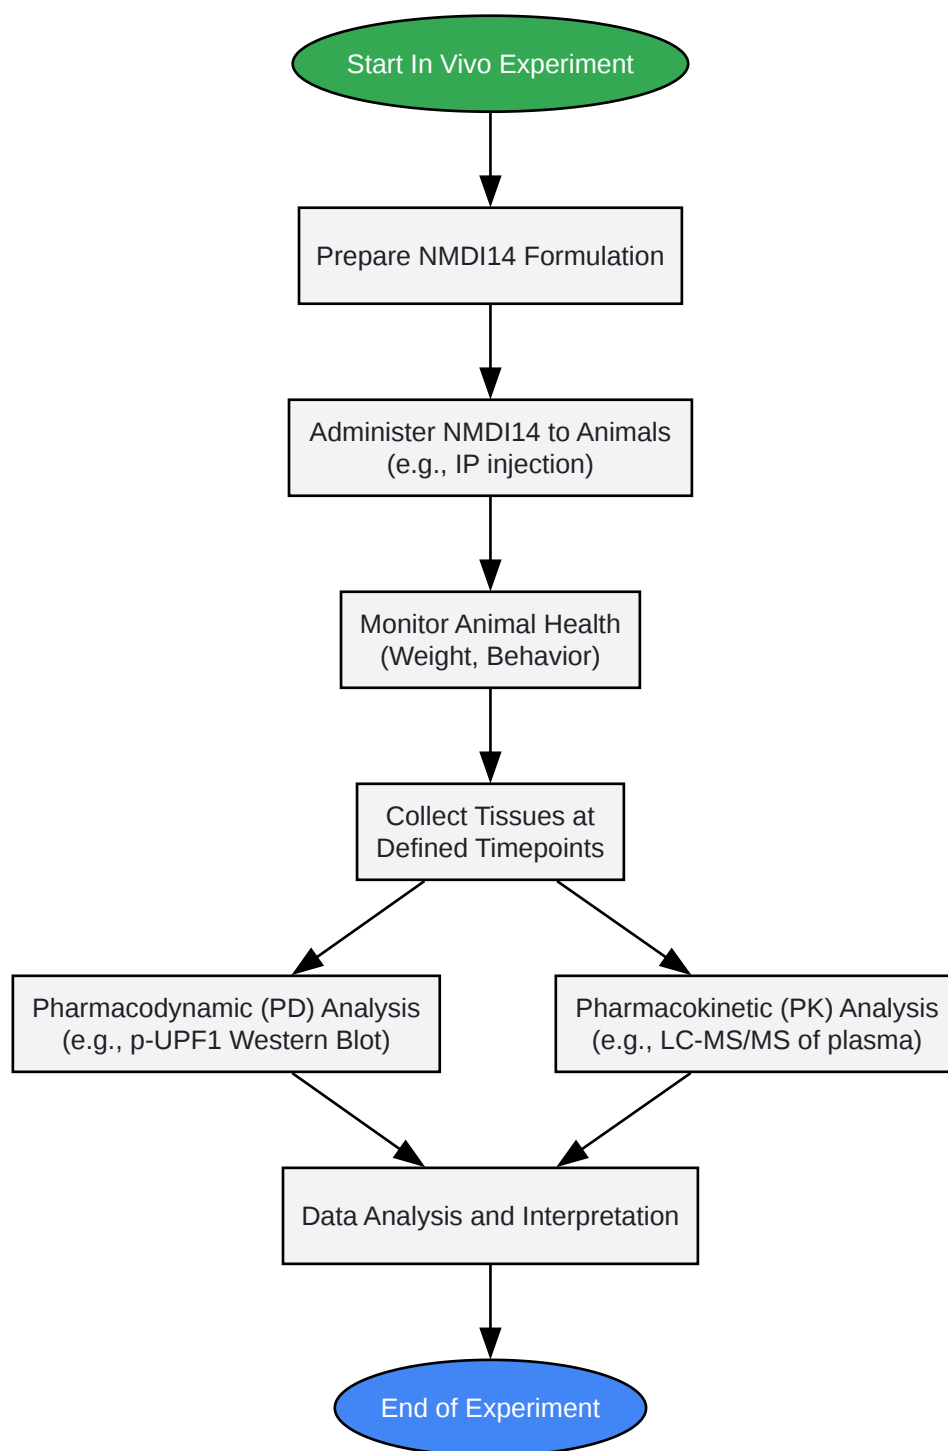 Start In Vivo Experiment
Prepare NMDI14 Formulation
Administer NMDI14 to Animals
(e.g., IP injection)
Monitor Animal Health
(Weight, Behavior)
Collect Tissues at
Defined Timepoints
Pharmacodynamic (PD) Analysis
(e.g., p-UPF1 Western Blot)
Pharmacokinetic (PK) Analysis
(e.g., LC-MS/MS of plasma)
Data Analysis and Interpretation
End of Experiment